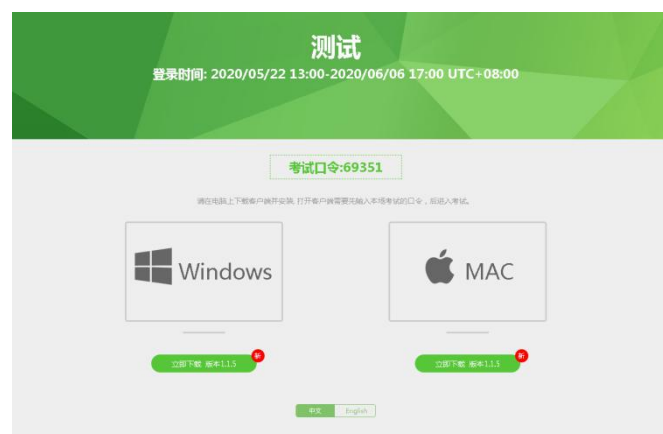 测试
登录时间: 2020/05/22 13:00-2020/06/06 17:00 UTC+08:00
考试口令:69351
请在电脑上下载客户端并安装, 打开客户端需要先输入本场考试的口令，后进入考试。
Windows
MAC
立即下载 版本1.1.5
新
立即下载 版本1.1.5
新
中文
English